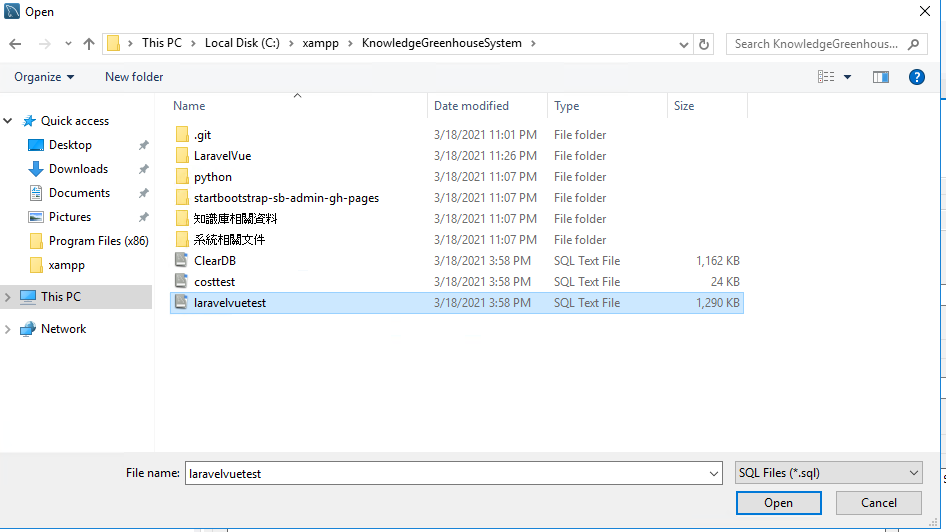 Open
This PC > Local Disk (C:) > xampp > KnowledgeGreenhouseSystem >
Search KnowledgeGreenhous...
Organize New folder
Name Date modified Type Size
Quick access
Desktop
Downloads
Documents
Pictures
Program Files (x86)
xampp
This PC
Network
.git 3/18/2021 11:01 PM File folder
LaravelVue 3/18/2021 11:26 PM File folder
python 3/18/2021 11:07 PM File folder
startbootstrap-sb-admin-gh-pages 3/18/2021 11:07 PM File folder
知識庫相關資料 3/18/2021 11:07 PM File folder
系統相關文件 3/18/2021 11:07 PM File folder
ClearDB 3/18/2021 3:58 PM SQL Text File 1,162 KB
costtest 3/18/2021 3:58 PM SQL Text File 24 KB
laravelvuetest 3/18/2021 3:58 PM SQL Text File 1,290 KB
File name: laravelvuetest SQL Files (*.sql)
Open Cancel